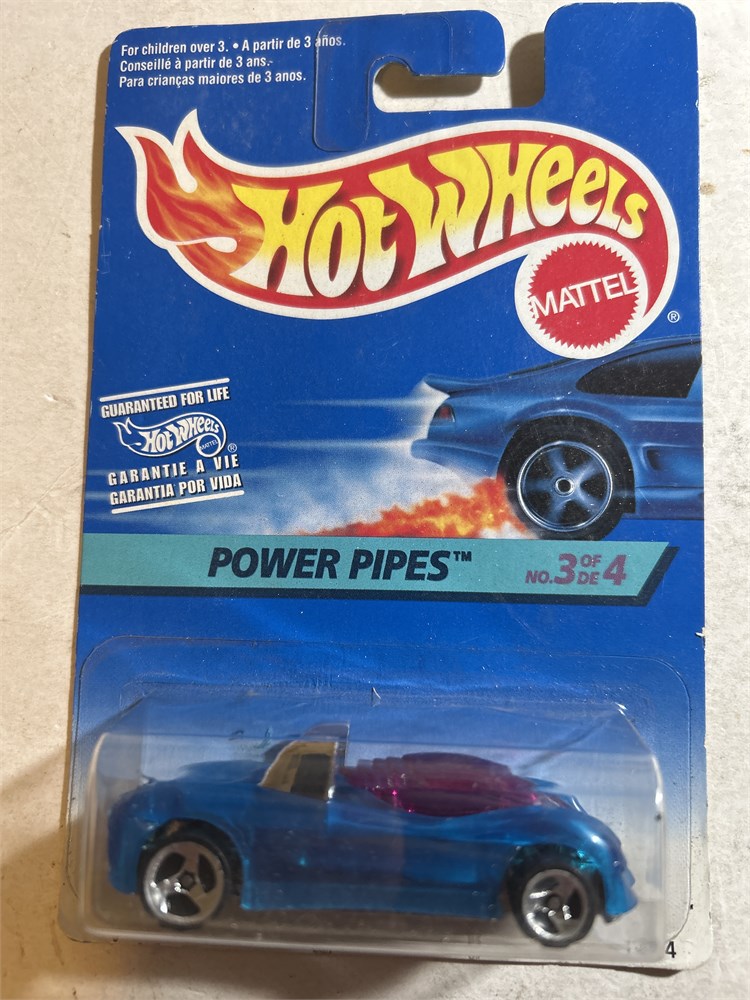 For children over 3. • A partir de 3 años.
Conseillé à partir de 3 ans.
Para crianças maiores de 3 anos.
HOT WHEELS
MATTEL
®
GUARANTEED FOR LIFE
HOT WHEELS
MATTEL
®
GARANTIE A VIE
GARANTIA POR VIDA
POWER PIPES™
NO. 3 OF DE 4
4